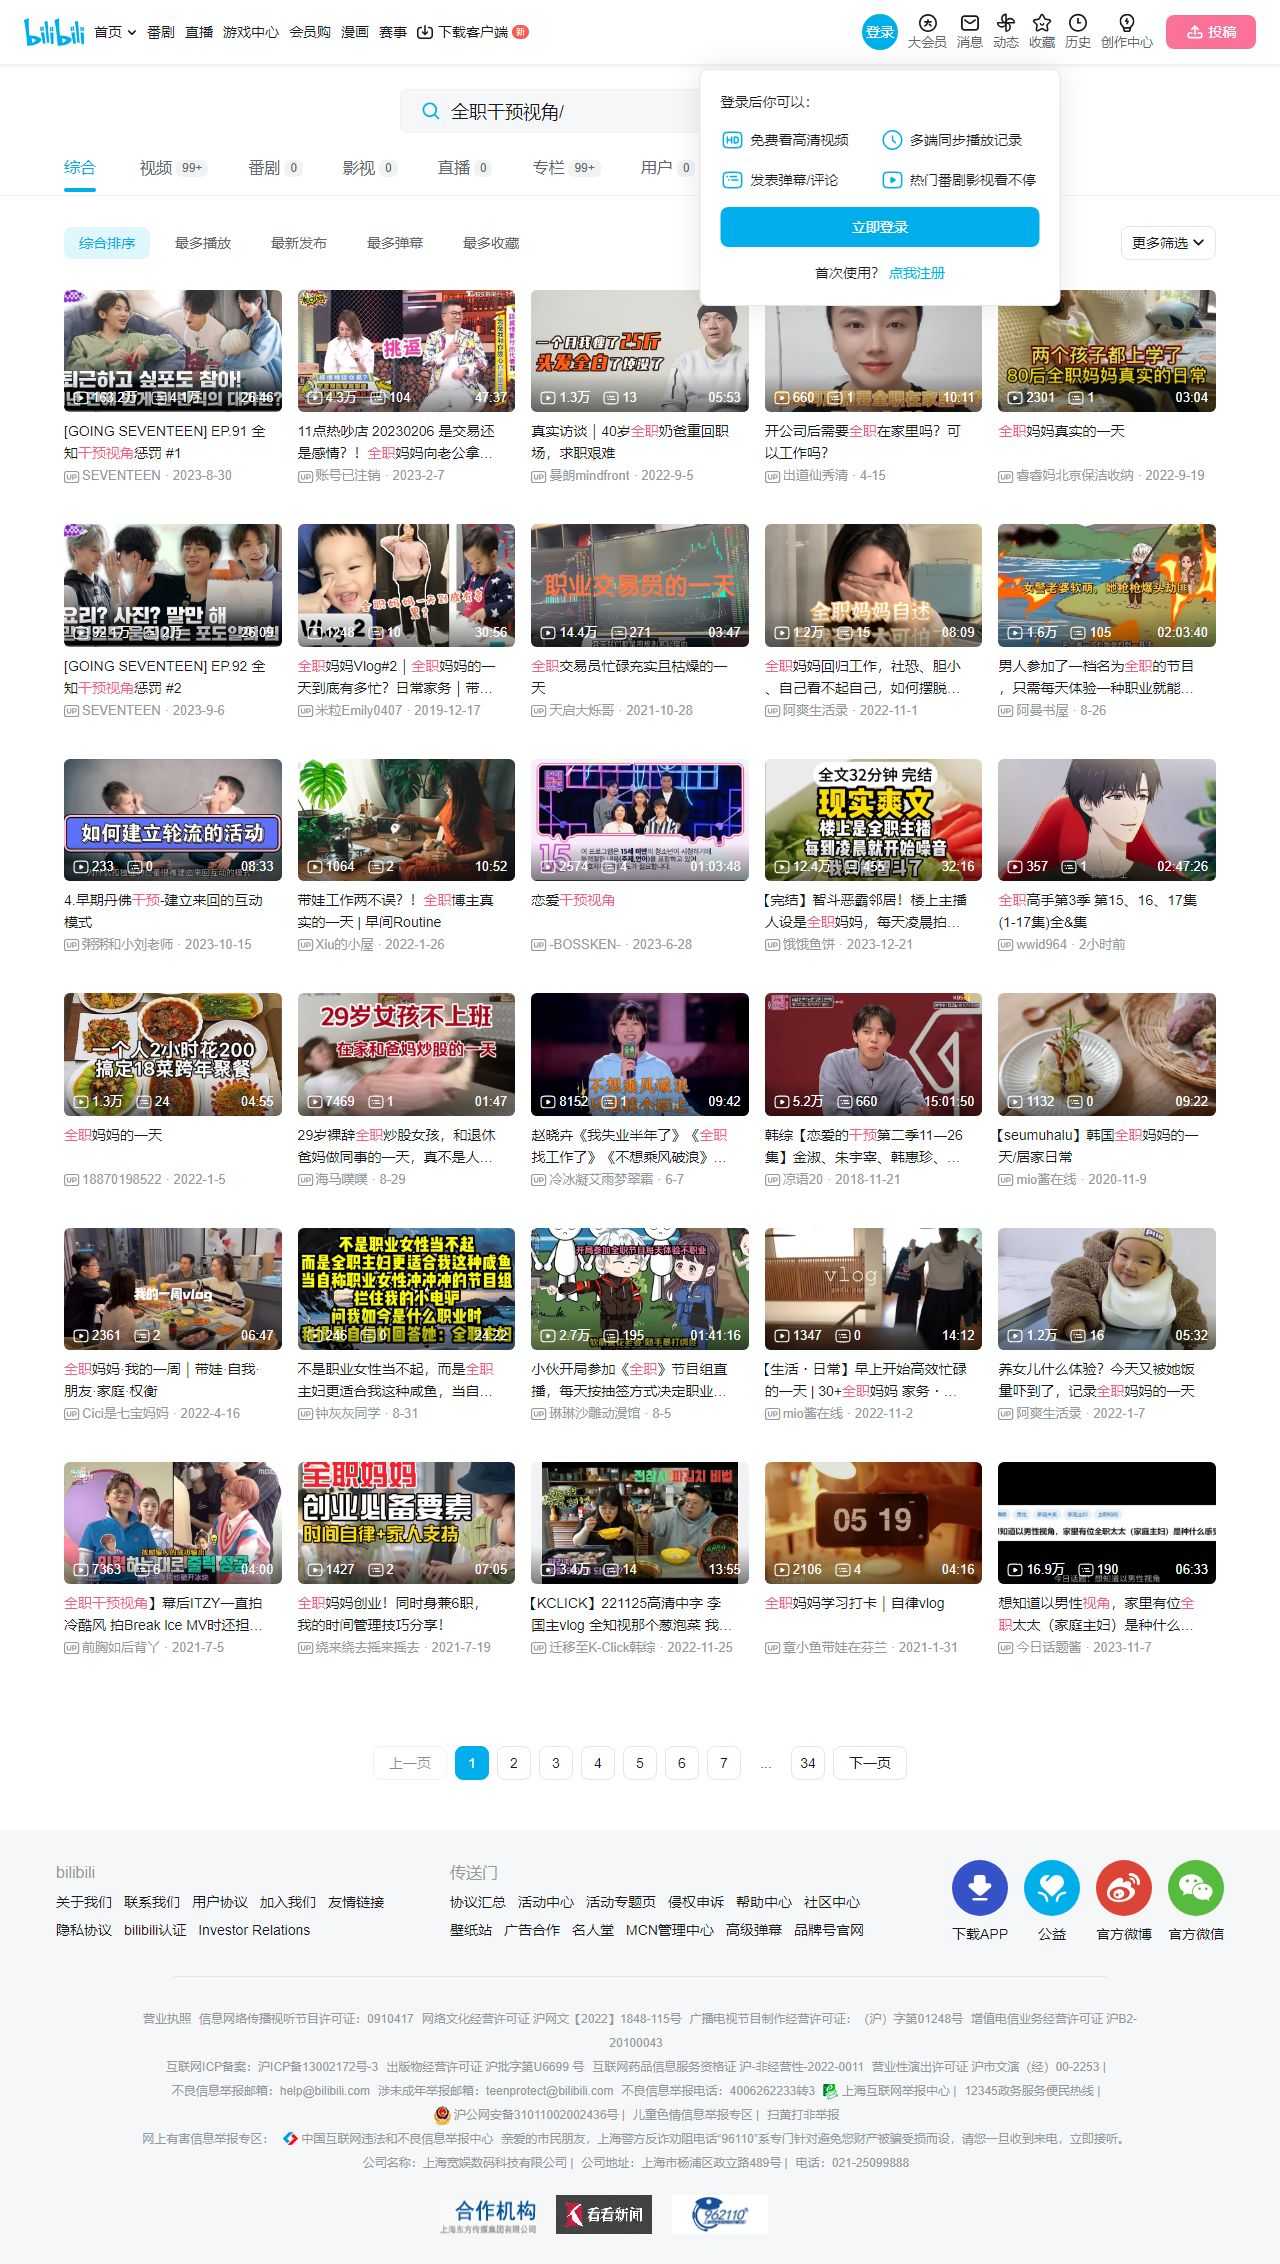 bilibili 首页 番剧 直播 游戏中心 会员购 漫画 赛事 下载客户端 新 登录 大会员 消息 动态 收藏 历史 创作中心 投稿
全职干预视角/
登录后你可以：
免费看高清视频 多端同步播放记录
发表弹幕/评论 热门番剧影视看不停
立即登录
首次使用？ 点我注册
综合 视频 99+ 番剧 0 影视 0 直播 0 专栏 99+ 用户 0
综合排序 最多播放 最新发布 最多弹幕 最多收藏 更多筛选
163.2万 4.1万 26:46
挑逗
4.3万 104 47:37
一个月我瘦了25斤
头发全白了掉没了
1.3万 13 05:53
660 1 10:11
两个孩子都上学了
80后全职妈妈真实的日常
2301 1 03:04
[GOING SEVENTEEN] EP.91 全
知干预视角惩罚 #1
SEVENTEEN · 2023-8-30
11点热吵店 20230206 是交易还
是感情？！全职妈妈向老公拿…
账号已注销 · 2023-2-7
真实访谈 | 40岁全职奶爸重回职
场，求职艰难
曼朗mindfront · 2022-9-5
开公司后需要全职在家里吗？可
以工作吗？
出道仙秀清 · 4-15
全职妈妈真实的一天
睿睿妈北京保洁收纳 · 2022-9-19
요리? 사진? 말만 해
92.1万 2万 26:09
全职妈妈一天到底有多累？
1248 10 30:56
职业交易员的一天
14.4万 271 03:47
全职妈妈自述
1.2万 15 08:09
女警老婆软萌，她枪枪爆头劫匪
1.6万 105 02:03:40
[GOING SEVENTEEN] EP.92 全
知干预视角惩罚 #2
SEVENTEEN · 2023-9-6
全职妈妈Vlog#2 | 全职妈妈的一
天到底有多忙？日常家务 | 带…
米粒Emily0407 · 2019-12-17
全职交易员忙碌充实且枯燥的一
天
天启大烁哥 · 2021-10-28
全职妈妈回归工作，社恐、胆小
、自己看不起自己，如何摆脱…
阿爽生活录 · 2022-11-1
男人参加了一档名为全职的节目
，只需每天体验一种职业就能…
阿曼书屋 · 8-26
如何建立轮流的活动
233 0 08:33
1064 2 10:52
15
2574 4 01:03:48
全文32分钟 完结
现实爽文
楼上是全职主播
每到凌晨就开始噪音
12.4万 455 32:16
357 1 02:47:26
4.早期丹佛干预-建立来回的互动
模式
粥粥和小刘老师 · 2023-10-15
带娃工作两不误？！全职博主真
实的一天 | 早间Routine
Xiu的小屋 · 2022-1-26
恋爱干预视角
-BOSSKEN- · 2023-6-28
【完结】智斗恶霸邻居！楼上主播
人设是全职妈妈，每天凌晨拍…
饿饿鱼饼 · 2023-12-21
全职高手第3季 第15、16、17集
(1-17集)全&集
wwid964 · 2小时前
一个人2小时花200
搞定18菜跨年聚餐
1.3万 24 04:55
29岁女孩不上班
在家和爸妈炒股的一天
7469 1 01:47
不想乘风破浪
8152 1 09:42
5.2万 660 15:01:50
1132 0 09:22
全职妈妈的一天
18870198522 · 2022-1-5
29岁裸辞全职炒股女孩，和退休
爸妈做同事的一天，真不是人…
海马噗噗 · 8-29
赵晓卉《我失业半年了》《全职
找工作了》《不想乘风破浪》…
冷冰凝艾雨梦翠霜 · 6-7
韩综【恋爱的干预第二季11—26
集】金淑、朱宇宰、韩惠珍、…
凉语20 · 2018-11-21
【seumuhalu】韩国全职妈妈的一
天/居家日常
mio酱在线 · 2020-11-9
我的一周vlog
2361 2 06:47
不是职业女性当不起
而是全职主妇更适合我这种咸鱼
当自称职业女性冲冲冲的节目组
拦住我的小电驴
问我如今是什么职业时
246 0 24:22
开局参加全职节目每天体验不职业
2.7万 195 01:41:16
vlog
1347 0 14:12
1.2万 16 05:32
全职妈妈·我的一周 | 带娃·自我·
朋友·家庭·权衡
Cici是七宝妈妈 · 2022-4-16
不是职业女性当不起，而是全职
主妇更适合我这种咸鱼，当自…
钟灰灰同学 · 8-31
小伙开局参加《全职》节目组直
播，每天按抽签方式决定职业…
琳琳沙雕动漫馆 · 8-5
【生活・日常】早上开始高效忙碌
的一天 | 30+全职妈妈 家务・…
mio酱在线 · 2022-11-2
养女儿什么体验？今天又被她饭
量吓到了，记录全职妈妈的一天
阿爽生活录 · 2022-1-7
7363 6 04:00
全职妈妈
创业必备要素
时间自律+家人支持
1427 2 07:05
전참시 파김치 비법
3.4万 14 13:55
05 19
2106 4 04:16
想知道以男性视角，家里有位全职太太（家庭主妇）是种什么感受
16.9万 190 06:33
全职干预视角】幕后ITZY—直拍
冷酷风 拍Break Ice MV时还担…
前胸如后背丫 · 2021-7-5
全职妈妈创业！同时身兼6职，
我的时间管理技巧分享！
绕来绕去摇来摇去 · 2021-7-19
【KCLICK】221125高清中字 李
国主vlog 全知视那个葱泡菜 我…
迁移至K-Click韩综 · 2022-11-25
全职妈妈学习打卡 | 自律vlog
童小鱼带娃在芬兰 · 2021-1-31
想知道以男性视角，家里有位全
职太太（家庭主妇）是种什么…
今日话题酱 · 2023-11-7
上一页 1 2 3 4 5 6 7 ... 34 下一页
bilibili
关于我们 联系我们 用户协议 加入我们 友情链接
隐私协议 bilibili认证 Investor Relations
传送门
协议汇总 活动中心 活动专题页 侵权申诉 帮助中心 社区中心
壁纸站 广告合作 名人堂 MCN管理中心 高级弹幕 品牌号官网
下载APP 公益 官方微博 官方微信
营业执照 信息网络传播视听节目许可证：0910417 网络文化经营许可证 沪网文【2022】1848-115号 广播电视节目制作经营许可证：（沪）字第01248号 增值电信业务经营许可证 沪B2-
20100043
互联网ICP备案：沪ICP备13002172号-3 出版物经营许可证 沪批字第U6699 号 互联网药品信息服务资格证 沪-非经营性-2022-0011 营业性演出许可证 沪市文演（经）00-2253 |
不良信息举报邮箱：help@bilibili.com 涉未成年举报邮箱：teenprotect@bilibili.com 不良信息举报电话：4006262233转3 上海互联网举报中心 | 12345政务服务便民热线 |
沪公网安备31011002002436号 | 儿童色情信息举报专区 | 扫黄打非举报
网上有害信息举报专区： 中国互联网违法和不良信息举报中心 亲爱的市民朋友，上海警方反诈劝阻电话“96110”系专门针对避免您财产被骗受损而设，请您一旦收到来电，立即接听。
公司名称：上海宽娱数码科技有限公司 | 公司地址：上海市杨浦区政立路489号 | 电话：021-25099888
合作机构
上海东方传媒集团有限公司
看看新闻
962110